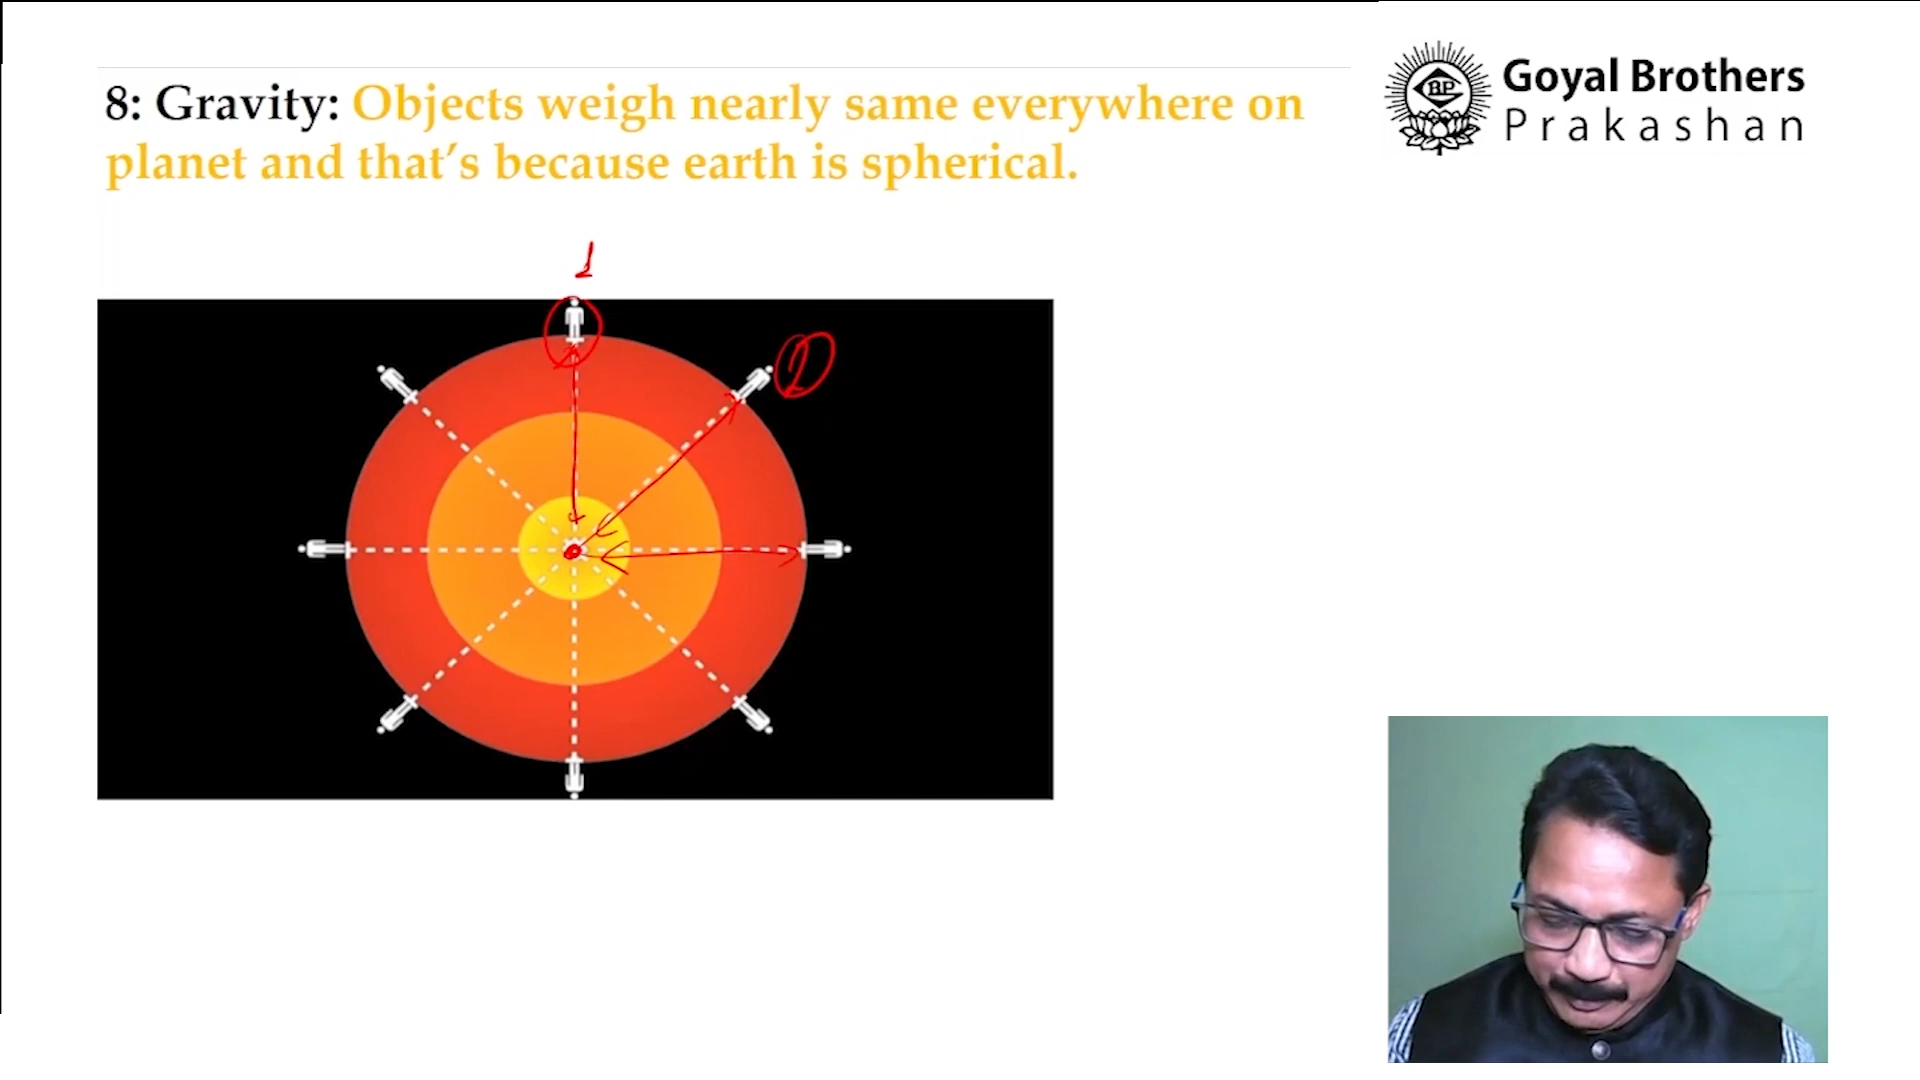 8: Gravity: Objects weigh nearly same everywhere on
planet and that's because earth is spherical.
BP
Goyal Brothers
Prakashan
1
2